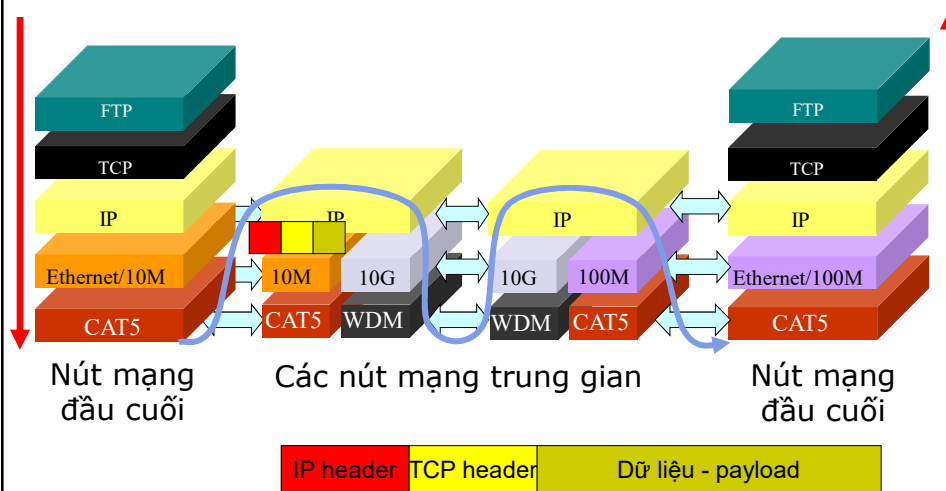 FTP
TCP
IP
Ethernet/10M
CAT5
IP
10M
10G
CAT5
WDM
IP
10G
100M
WDM
CAT5
FTP
TCP
IP
Ethernet/100M
CAT5
Nút mạng
đầu cuối
Các nút mạng trung gian
Nút mạng
đầu cuối
IP header
TCP header
Dữ liệu - payload